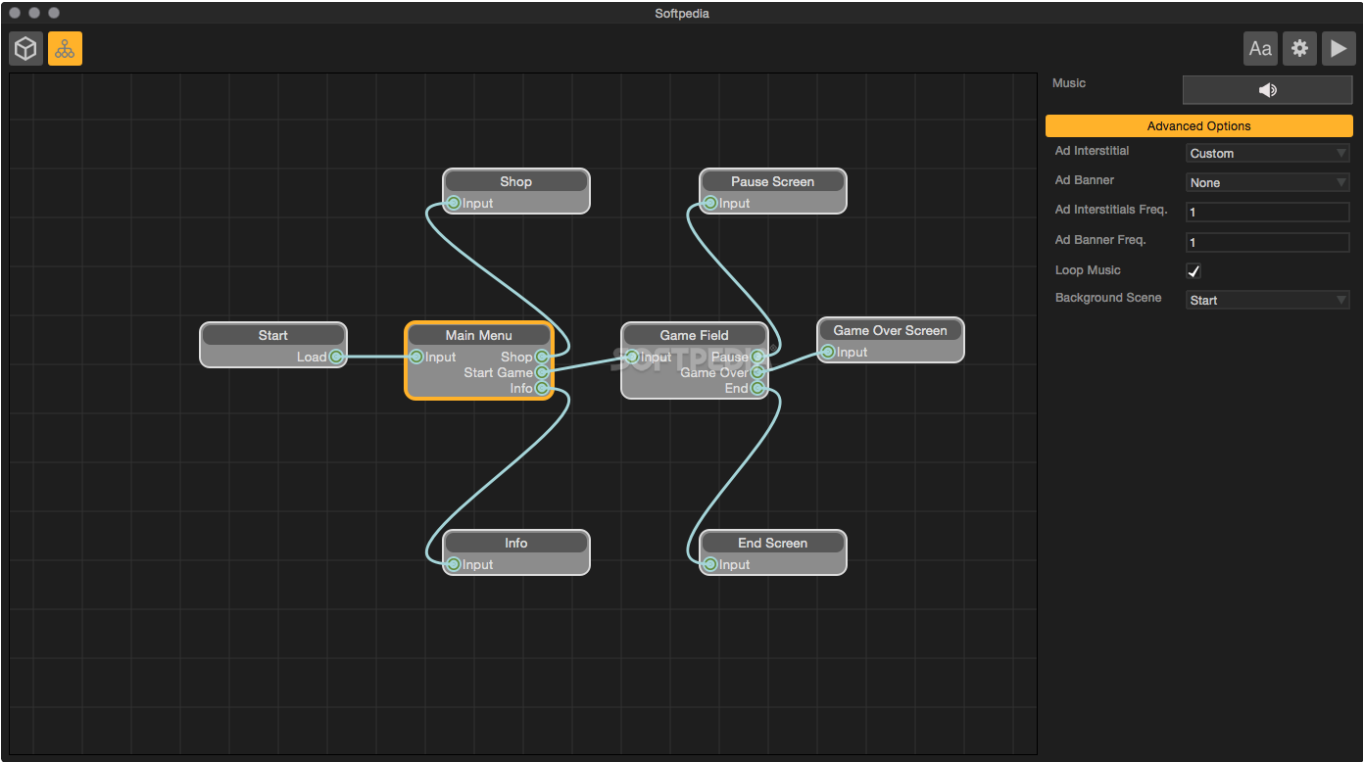 Softpedia
Aa
Music
Advanced Options
Ad Interstitial Custom
Ad Banner None
Ad Interstitials Freq. 1
Ad Banner Freq. 1
Loop Music
Background Scene Start
Shop
Input
Pause Screen
Input
Start
Load
Main Menu
Input Shop
Start Game
Info
Game Field
Input Pause
Game Over
End
Game Over Screen
Input
SOFTPEDIA
Info
Input
End Screen
Input